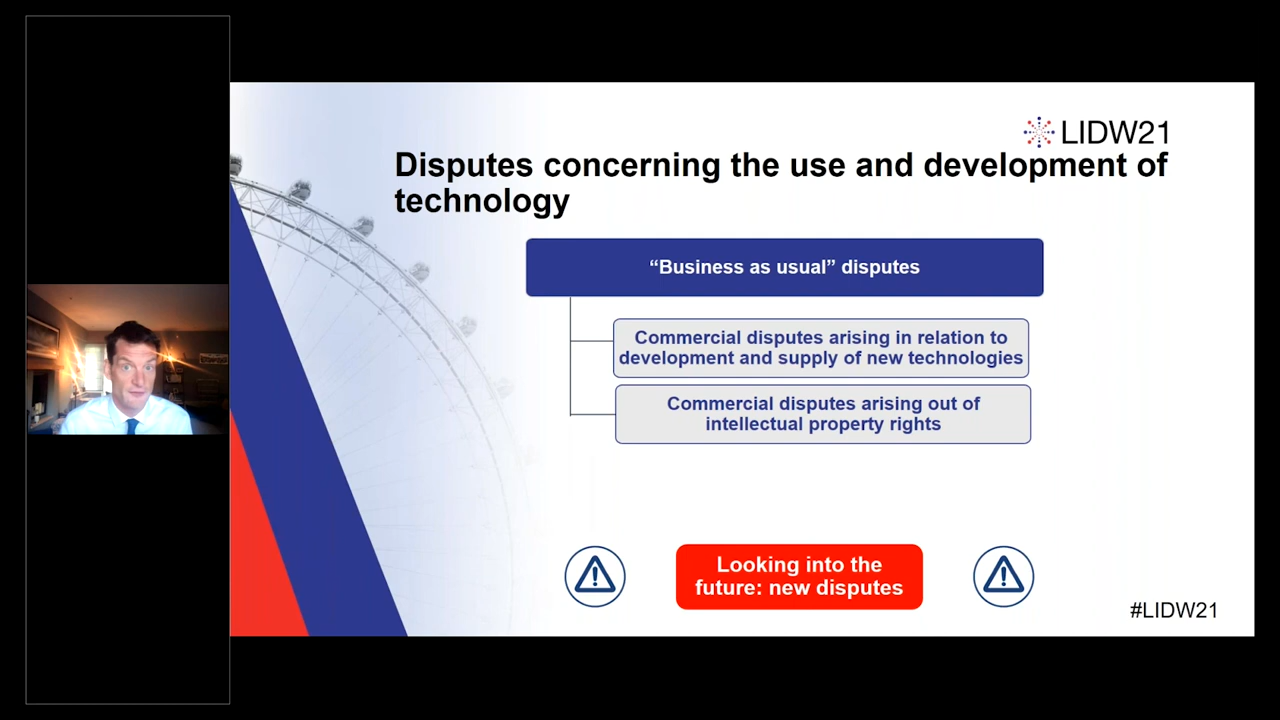 LIDW21
Disputes concerning the use and development of
technology
“Business as usual” disputes
Commercial disputes arising in relation to
development and supply of new technologies
Commercial disputes arising out of
intellectual property rights
Looking into the
future: new disputes
#LIDW21